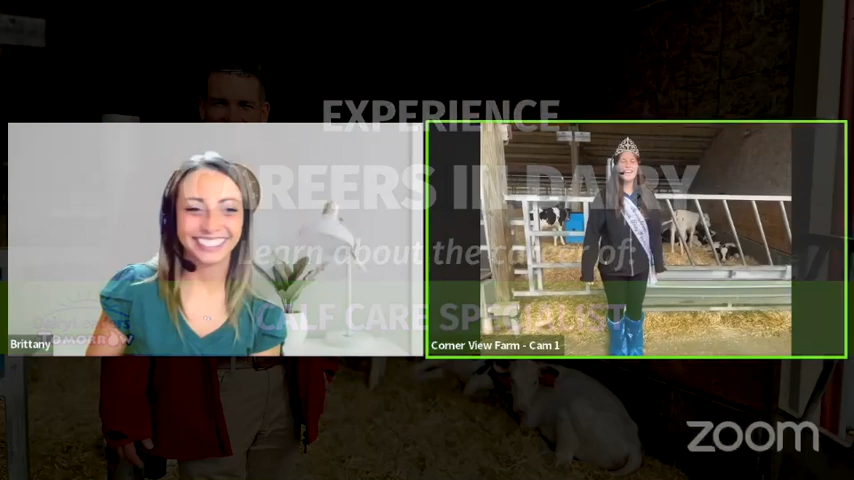 EXPERIENCE
CAREERS IN DAIRY
Learn about the career of:
CALF CARE SPECIALIST
TOMORROW
Brittany
Corner View Farm - Cam 1
zoom